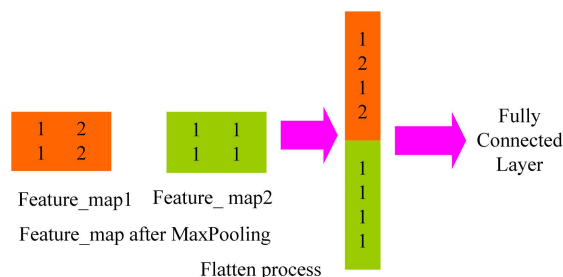 1 2
1 2
Feature_map1
1 1
1 1
Feature_ map2
Feature_map after MaxPooling
1
2
1
2
1
1
1
1
Flatten process
Fully
Connected
Layer